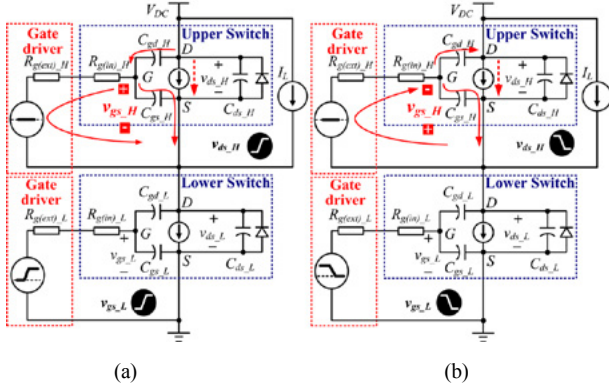 V_DC
Gate driver
Upper Switch
R_g(ext)_H
R_g(in)_H
C_gd_H
D
G
+
v_ds_H
−
I_L
+
v_gs_H
-
C_gs_H
S
C_ds_H
v_ds_H
Gate driver
Lower Switch
R_g(ext)_L
R_g(in)_L
C_gd_L
D
G
+
v_ds_L
−
+
v_gs_L
−
C_gs_L
S
C_ds_L
v_gs_L
(a)
V_DC
Gate driver
Upper Switch
R_g(ext)_H
R_g(in)_H
C_gd_H
D
G
+
v_ds_H
−
I_L
-
v_gs_H
+
C_gs_H
S
C_ds_H
v_ds_H
Gate driver
Lower Switch
R_g(ext)_L
R_g(in)_L
C_gd_L
D
G
+
v_ds_L
−
+
v_gs_L
−
C_gs_L
S
C_ds_L
v_gs_L
(b)